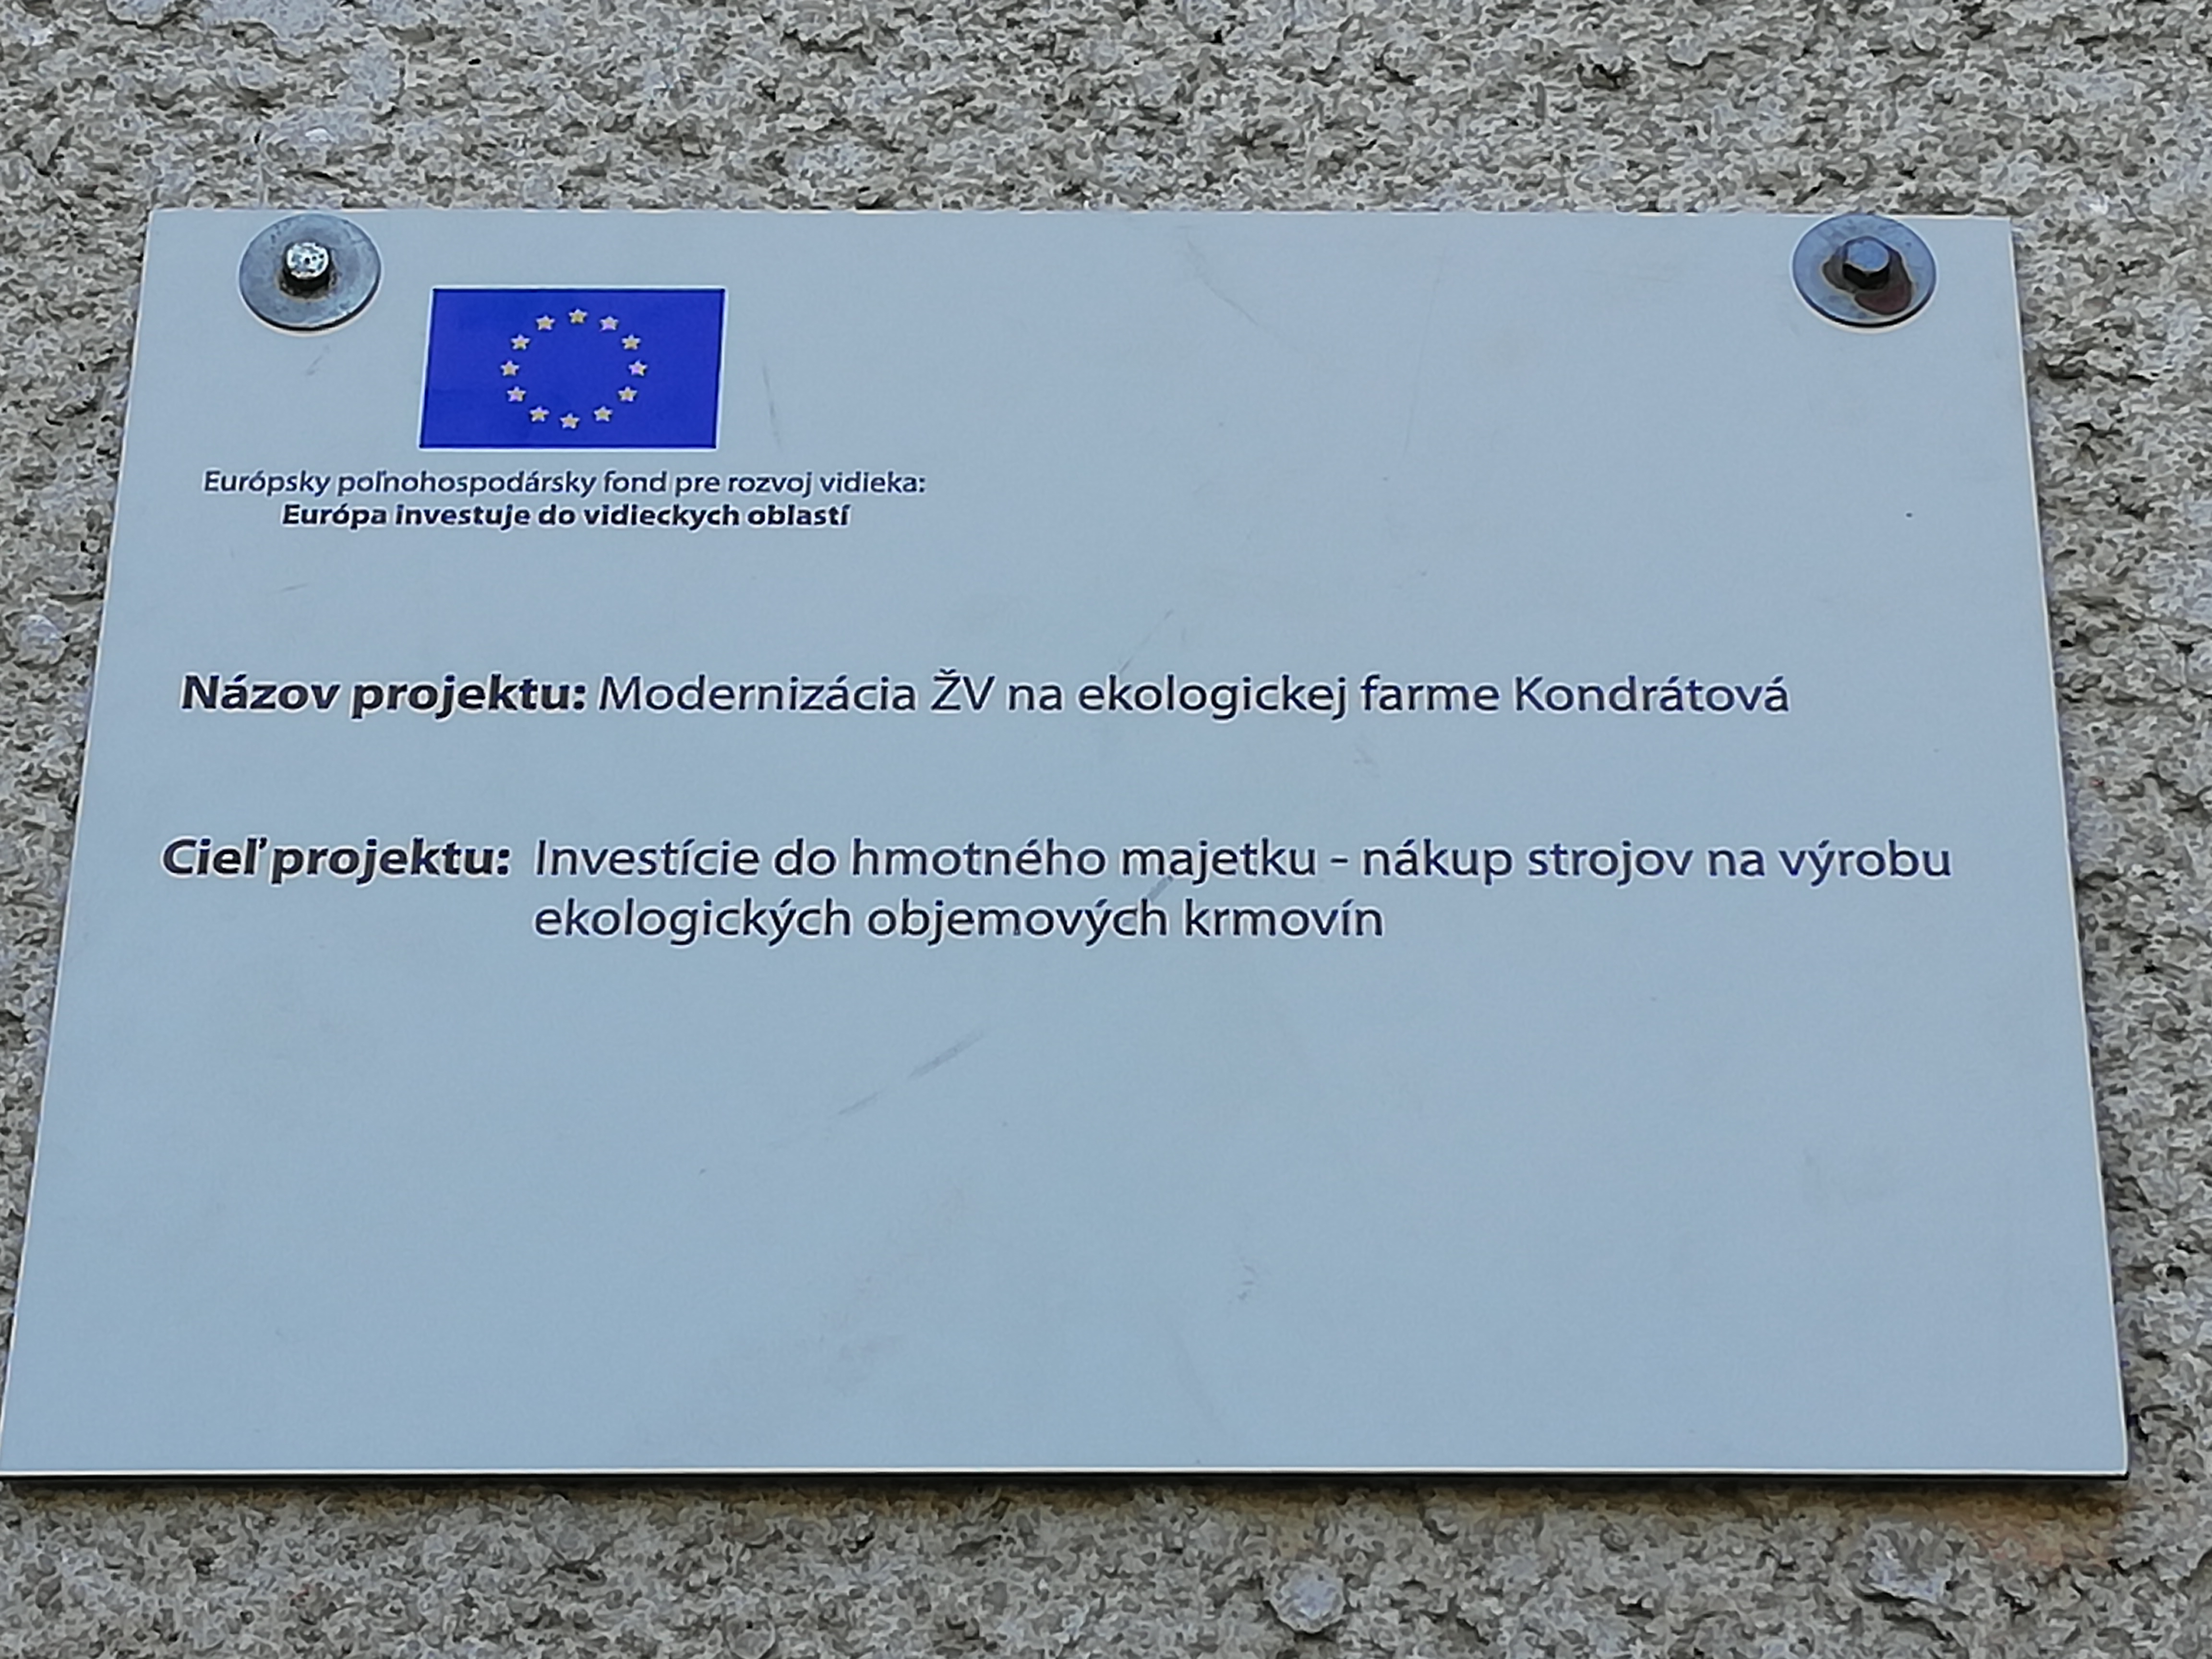 Európsky poľnohospodársky fond pre rozvoj vidieka:
Európa investuje do vidieckych oblastí
Názov projektu: Modernizácia ŽV na ekologickej farme Kondrátová
Cieľ projektu: Investície do hmotného majetku - nákup strojov na výrobu
ekologických objemových krmovín